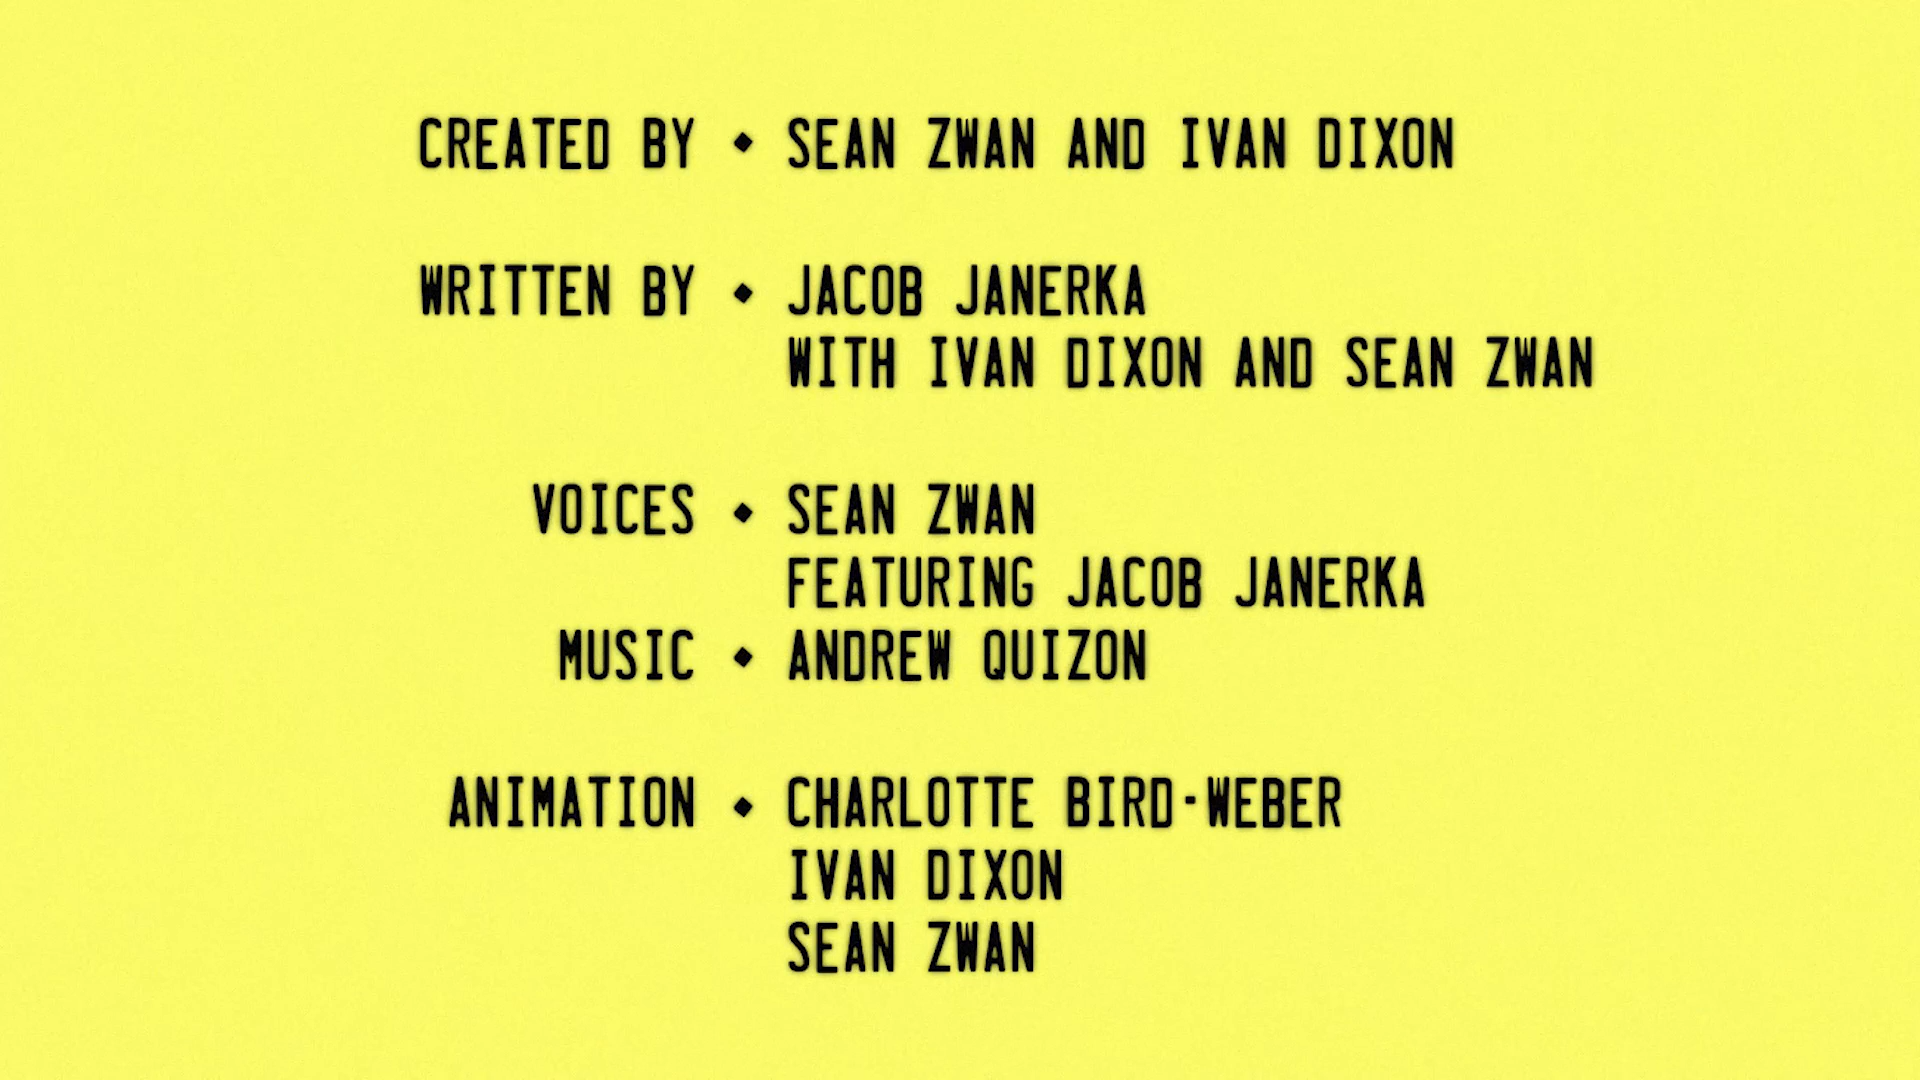 CREATED BY ◆ SEAN ZWAN AND IVAN DIXON
WRITTEN BY ◆ JACOB JANERKA
WITH IVAN DIXON AND SEAN ZWAN
VOICES ◆ SEAN ZWAN
FEATURING JACOB JANERKA
MUSIC ◆ ANDREW QUIZON
ANIMATION ◆ CHARLOTTE BIRD-WEBER
IVAN DIXON
SEAN ZWAN